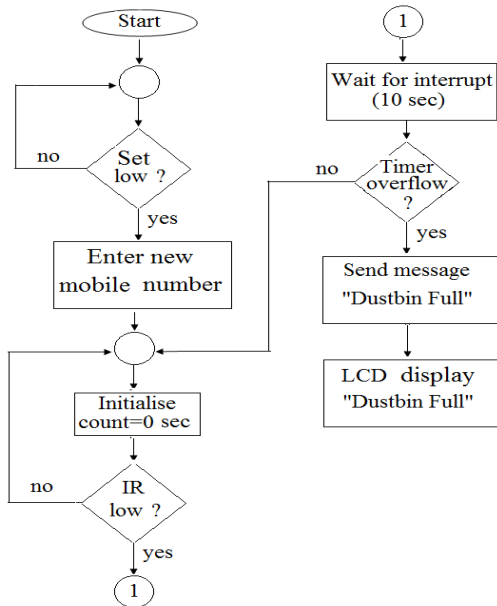 Start
Set
low ?
no
yes
Enter new
mobile number
Initialise
count=0 sec
IR
low ?
no
yes
1
1
Wait for interrupt
(10 sec)
Timer
overflow
?
no
yes
Send message
"Dustbin Full"
LCD display
"Dustbin Full"